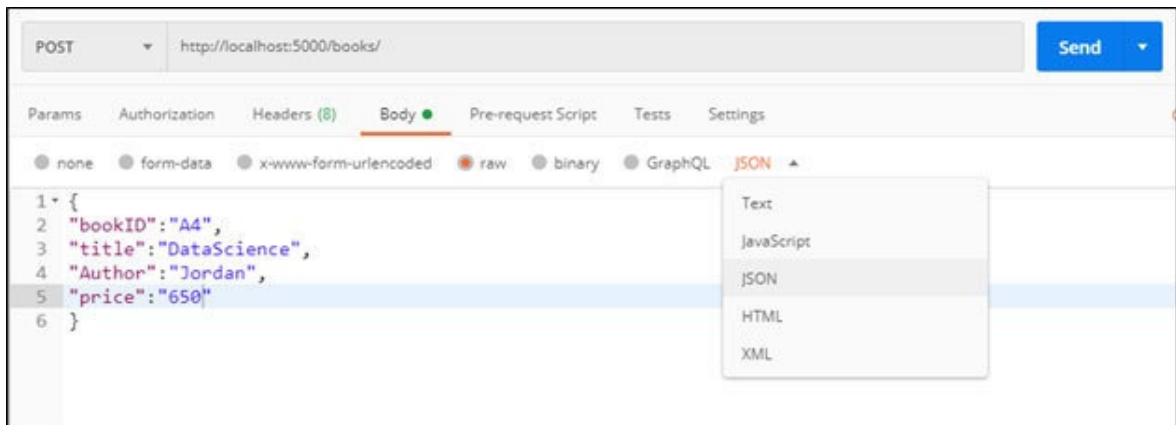 POST http://localhost:5000/books/ Send
Params Authorization Headers (8) Body Pre-request Script Tests Settings
none form-data x-www-form-urlencoded raw binary GraphQL JSON
1 {
2 "bookID":"A4",
3 "title":"DataScience",
4 "Author":"Jordan",
5 "price":"650"
6 }
Text
JavaScript
JSON
HTML
XML